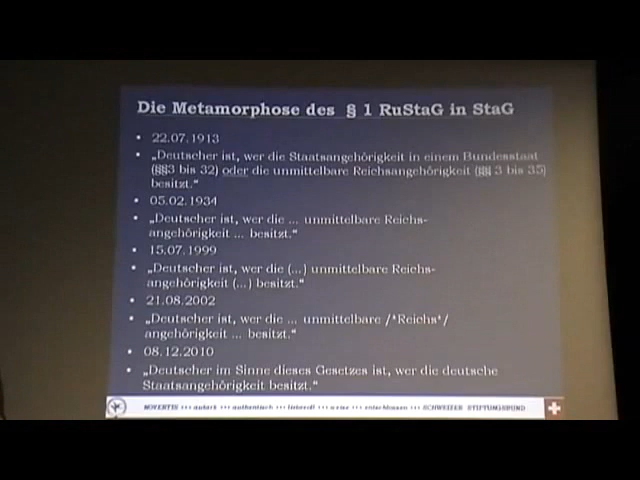 Die Metamorphose des § 1 RuStaG in StaG
• 22.07.1913
• „Deutscher ist, wer die Staatsangehörigkeit in einem Bundesstaat
(§§3 bis 32) oder die unmittelbare Reichsangehörigkeit (§§ 3 bis 35)
besitzt.“
• 05.02.1934
• „Deutscher ist, wer die ... unmittelbare Reichs-
angehörigkeit ... besitzt.“
• 15.07.1999
• „Deutscher ist, wer die (...) unmittelbare Reichs-
angehörigkeit (...) besitzt.“
• 21.08.2002
• „Deutscher ist, wer die ... unmittelbare /*Reichs*/
angehörigkeit ... besitzt.“
• 08.12.2010
• „Deutscher im Sinne dieses Gesetzes ist, wer die deutsche
Staatsangehörigkeit besitzt.“
NOVERTIS ••• autark ••• authentisch ••• ••• ••• entschlossen ••• SCHWEIZER STIFTUNGSBUND